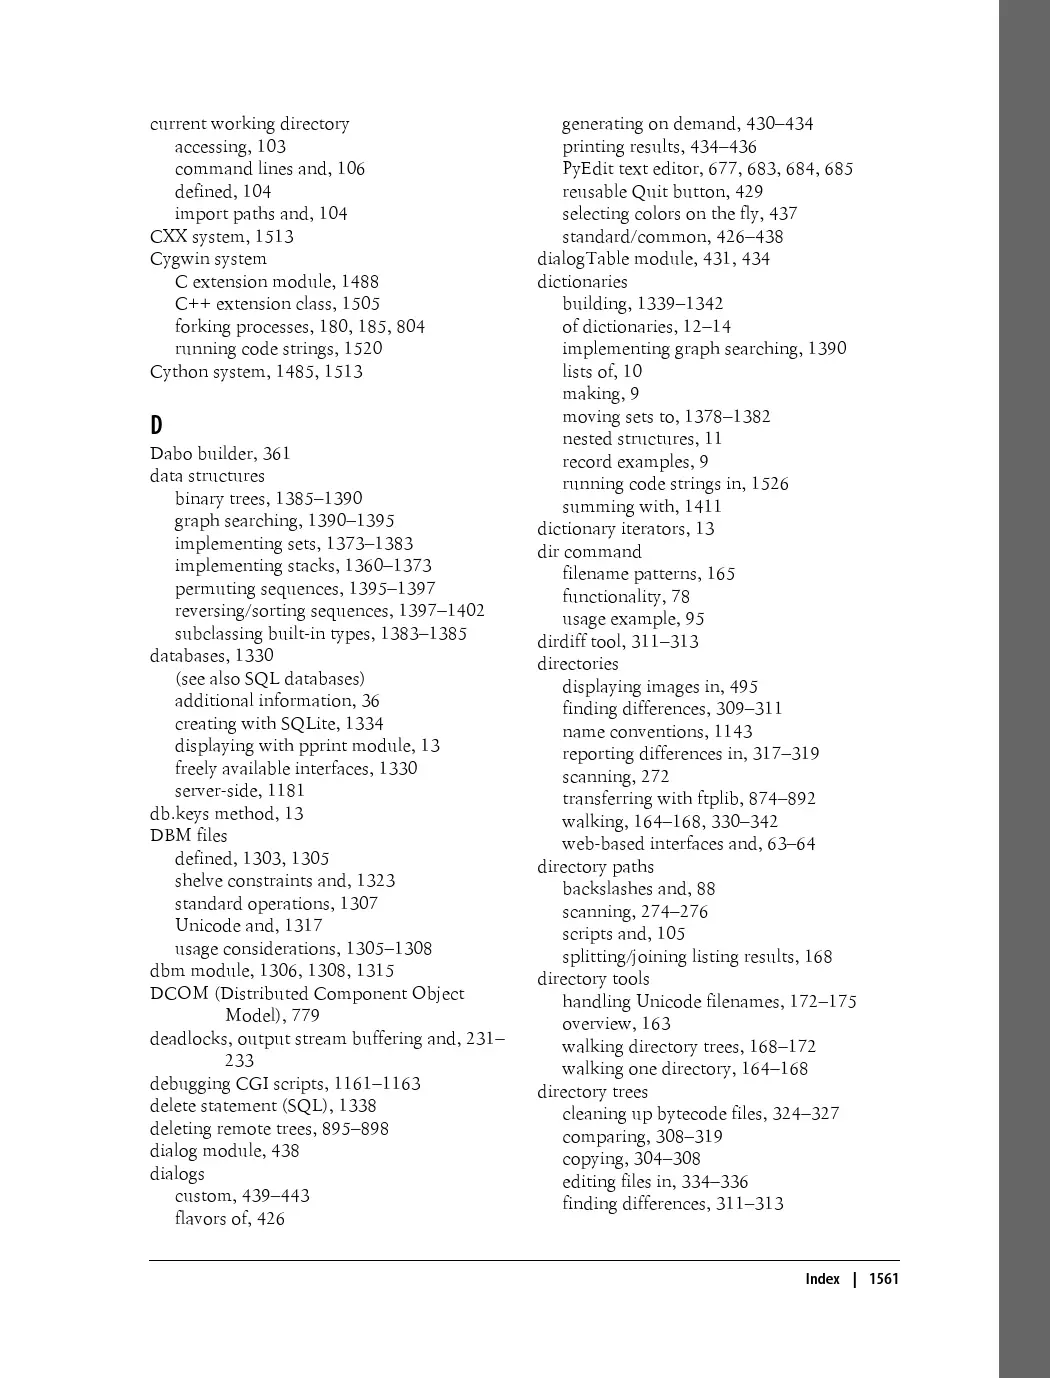 current working directory
accessing, 103
command lines and, 106
defined, 104
import paths and, 104
CXX system, 1513
Cygwin system
C extension module, 1488
C++ extension class, 1505
forking processes, 180, 185, 804
running code strings, 1520
Cython system, 1485, 1513
D
Dabo builder, 361
data structures
binary trees, 1385–1390
graph searching, 1390–1395
implementing sets, 1373–1383
implementing stacks, 1360–1373
permuting sequences, 1395–1397
reversing/sorting sequences, 1397–1402
subclassing built-in types, 1383–1385
databases, 1330
(see also SQL databases)
additional information, 36
creating with SQLite, 1334
displaying with pprint module, 13
freely available interfaces, 1330
server-side, 1181
db.keys method, 13
DBM files
defined, 1303, 1305
shelve constraints and, 1323
standard operations, 1307
Unicode and, 1317
usage considerations, 1305–1308
dbm module, 1306, 1308, 1315
DCOM (Distributed Component Object
Model), 779
deadlocks, output stream buffering and, 231–
233
debugging CGI scripts, 1161–1163
delete statement (SQL), 1338
deleting remote trees, 895–898
dialog module, 438
dialogs
custom, 439–443
flavors of, 426
generating on demand, 430–434
printing results, 434–436
PyEdit text editor, 677, 683, 684, 685
reusable Quit button, 429
selecting colors on the fly, 437
standard/common, 426–438
dialogTable module, 431, 434
dictionaries
building, 1339–1342
of dictionaries, 12–14
implementing graph searching, 1390
lists of, 10
making, 9
moving sets to, 1378–1382
nested structures, 11
record examples, 9
running code strings in, 1526
summing with, 1411
dictionary iterators, 13
dir command
filename patterns, 165
functionality, 78
usage example, 95
dirdiff tool, 311–313
directories
displaying images in, 495
finding differences, 309–311
name conventions, 1143
reporting differences in, 317–319
scanning, 272
transferring with ftplib, 874–892
walking, 164–168, 330–342
web-based interfaces and, 63–64
directory paths
backslashes and, 88
scanning, 274–276
scripts and, 105
splitting/joining listing results, 168
directory tools
handling Unicode filenames, 172–175
overview, 163
walking directory trees, 168–172
walking one directory, 164–168
directory trees
cleaning up bytecode files, 324–327
comparing, 308–319
copying, 304–308
editing files in, 334–336
finding differences, 311–313
Index | 1561